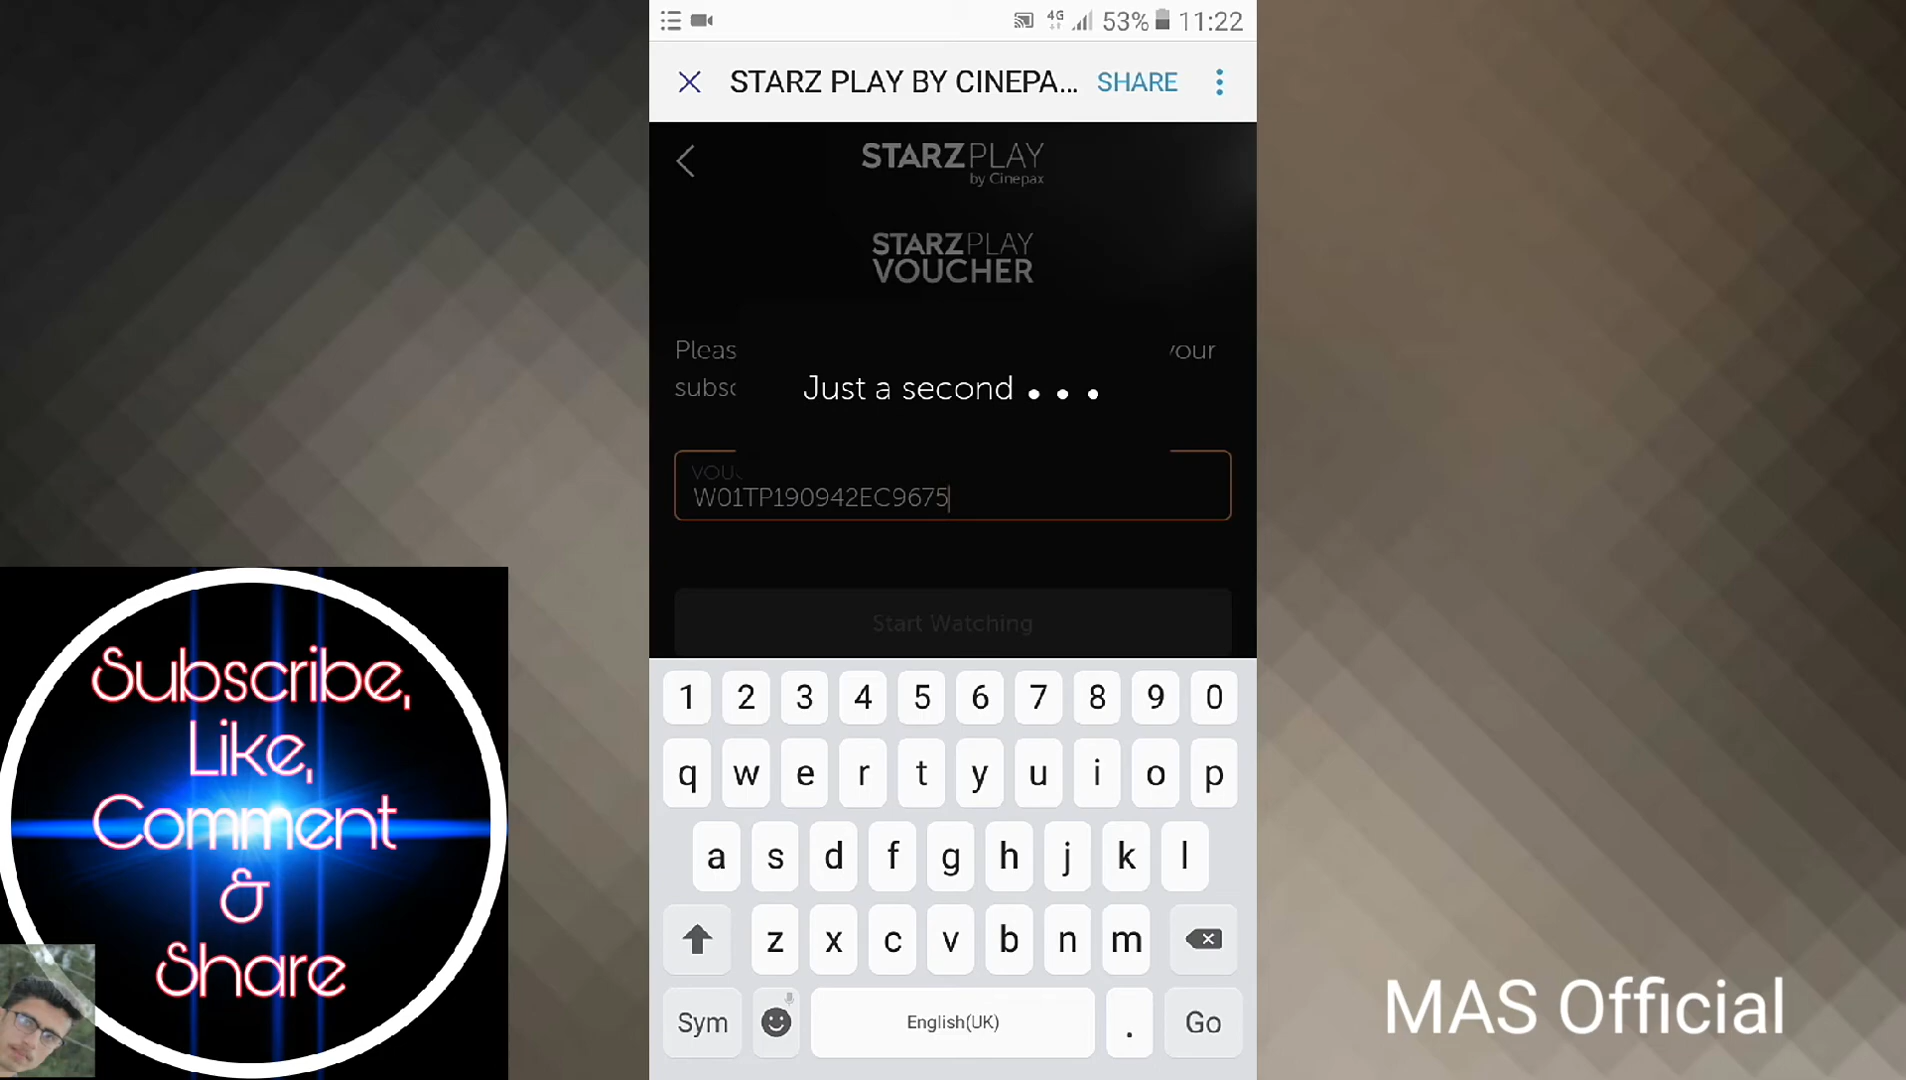 53% 11:22
4G
STARZ PLAY BY CINEPA... SHARE
STARZPLAY
by Cinepax
STARZPLAY
VOUCHER
Pleas your
subsc
Just a second . . .
VOU
W01TP190942EC9675
Start Watching
1 2 3 4 5 6 7 8 9 0
q w e r t y u i o p
a s d f g h j k l
z x c v b n m
Sym English(UK) . Go
Subscribe,
Like,
Comment
&
Share
MAS Official